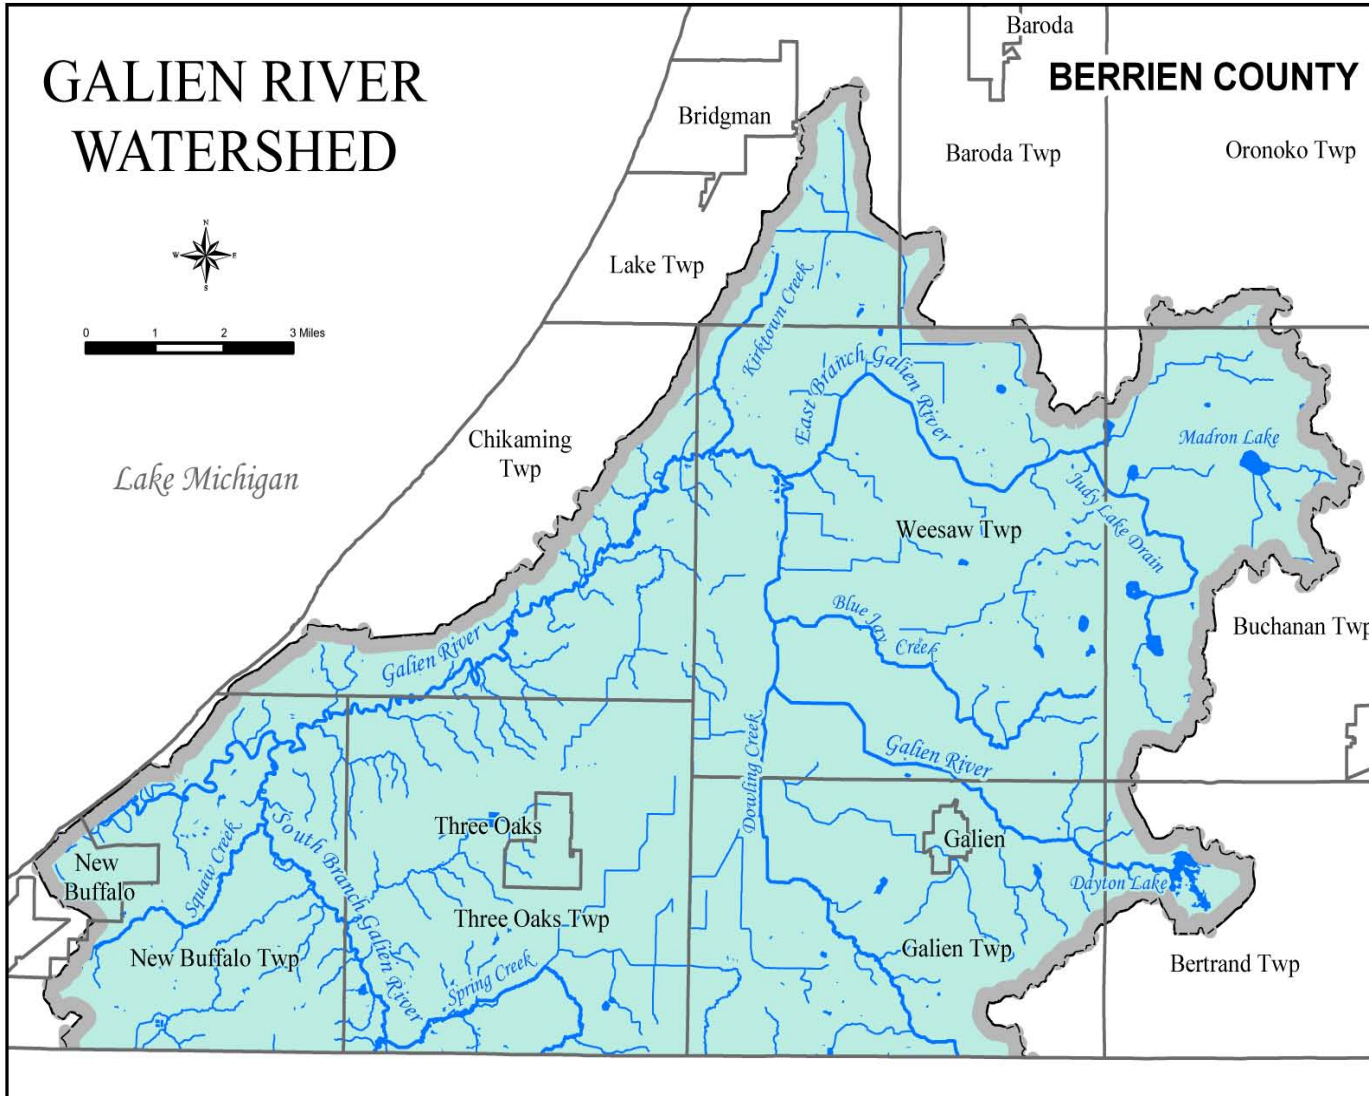 GALIEN RIVER
WATERSHED
N
W
E
S
0
1
2
3 Miles
Baroda
BERRIEN COUNTY
Bridgman
Baroda Twp
Oronoko Twp
Lake Twp
Kirktown Creek
East Branch Galien River
Chikaming
Twp
Lake Michigan
Madron Lake
Judy Lake Drain
Weesaw Twp
Blue Jay
Creek
Buchanan Twp
Galien River
Dowling Creek
Galien River
Three Oaks
Galien
Squaw Creek
South Branch Galien River
New
Buffalo
Dayton Lake
Three Oaks Twp
Galien Twp
New Buffalo Twp
Spring Creek
Bertrand Twp